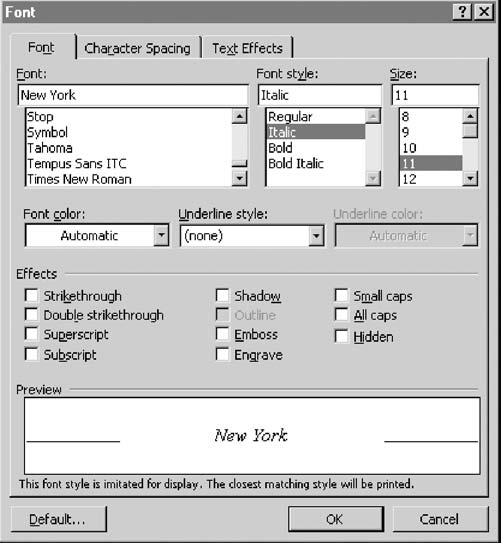 Font
Font Character Spacing Text Effects
Font: Font style: Size:
New York Italic 11
Stop Regular 8
Symbol Italic 9
Tahoma Bold 10
Tempus Sans ITC Bold Italic 11
Times New Roman 12
Font color: Underline style: Underline color:
Automatic (none) Automatic
Effects
Strikethrough Shadow Small caps
Double strikethrough Outline All caps
Superscript Emboss Hidden
Subscript Engrave
Preview
New York
This font style is imitated for display. The closest matching style will be printed.
Default... OK Cancel